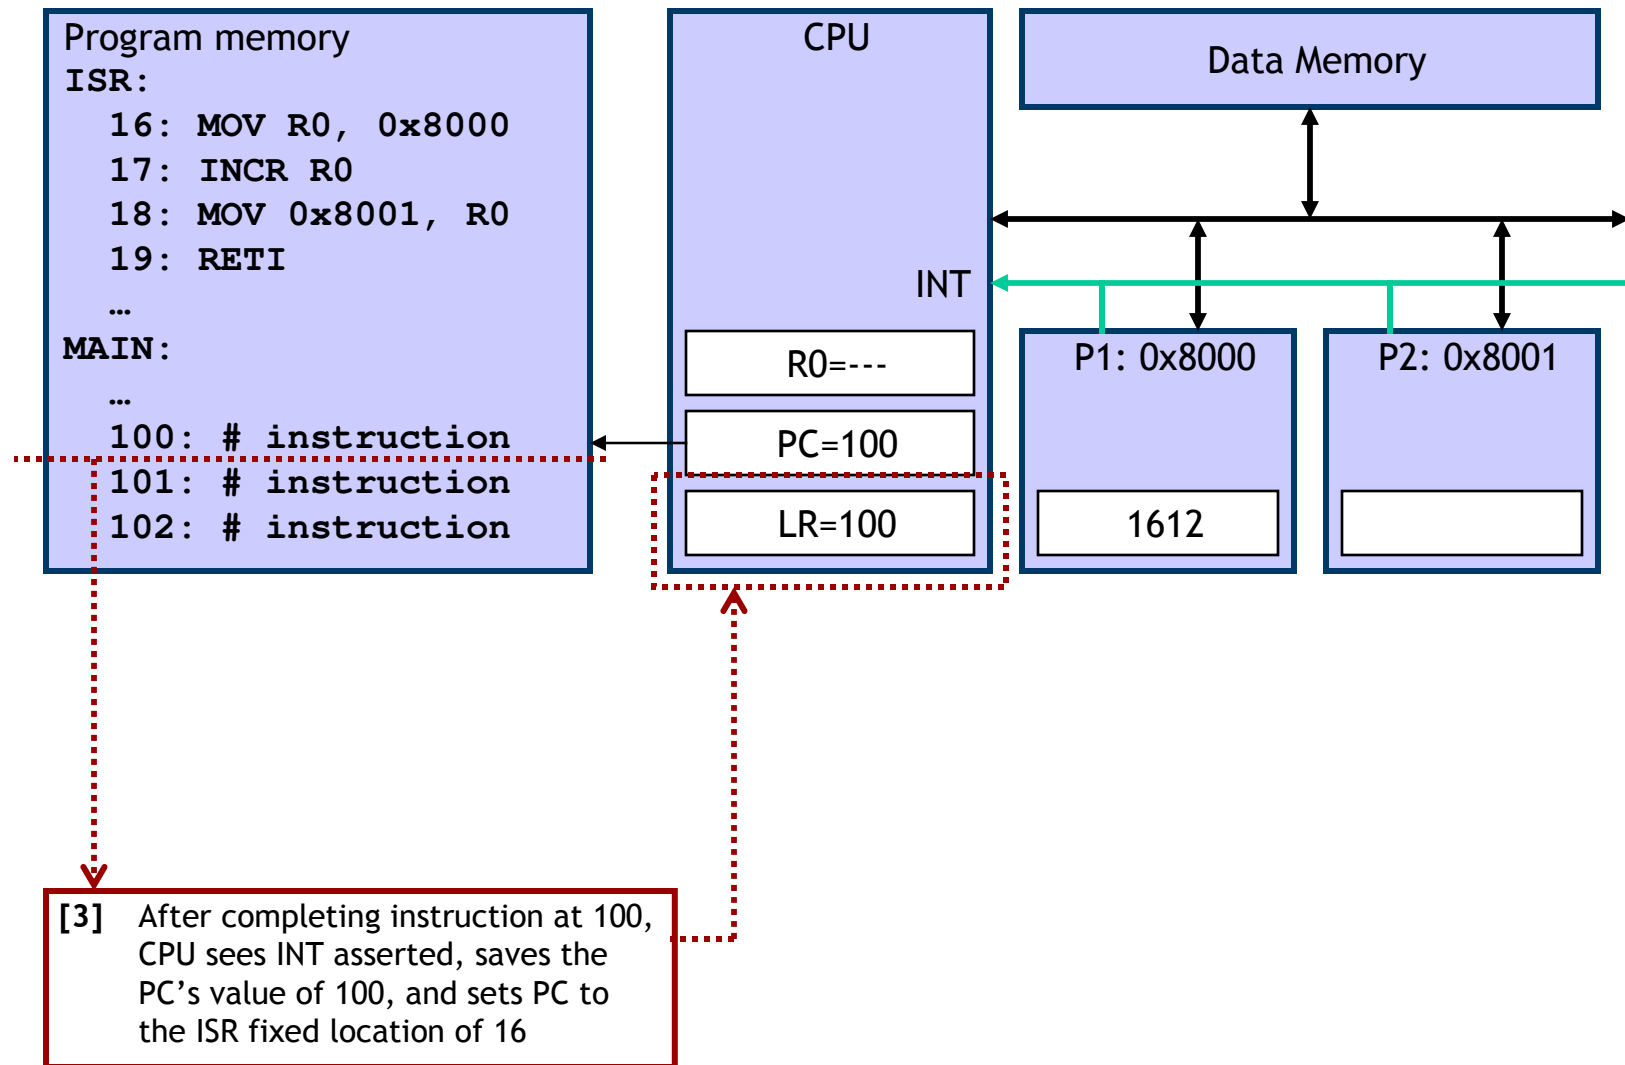 Program memory
ISR:
16: MOV R0, 0x8000
17: INCR R0
18: MOV 0x8001, R0
19: RETI
…
MAIN:
…
100: # instruction
101: # instruction
102: # instruction
CPU
INT
R0=---
PC=100
LR=100
Data Memory
P1: 0x8000
1612
P2: 0x8001
[3] After completing instruction at 100,
CPU sees INT asserted, saves the
PC’s value of 100, and sets PC to
the ISR fixed location of 16